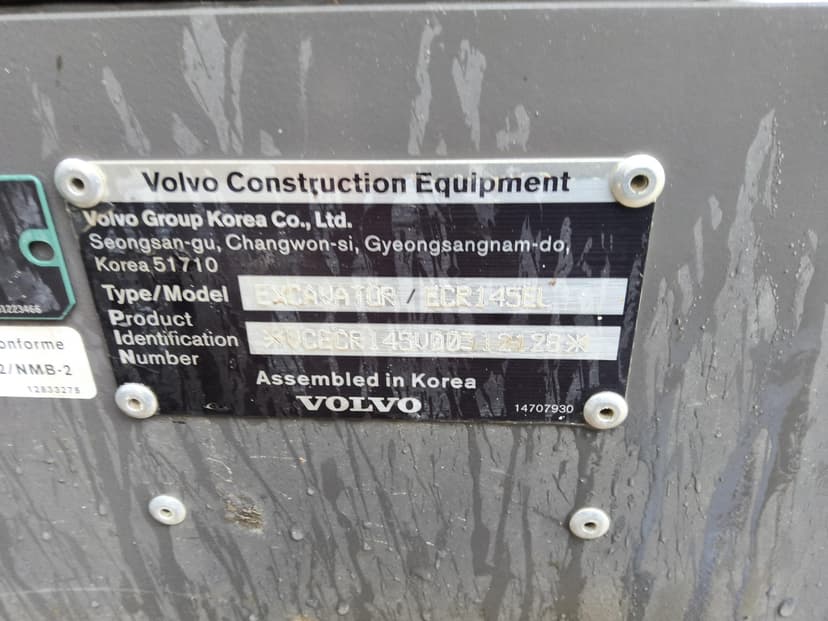 Volvo Construction Equipment
Volvo Group Korea Co., Ltd.
Seongsan-gu, Changwon-si, Gyeongsangnam-do,
Korea 51710
Type/Model EXCAVATOR / ECR145EL
Product
Identification
Number
Assembled in Korea
VOLVO
14707930
onforme
2/NMB-2
12833275